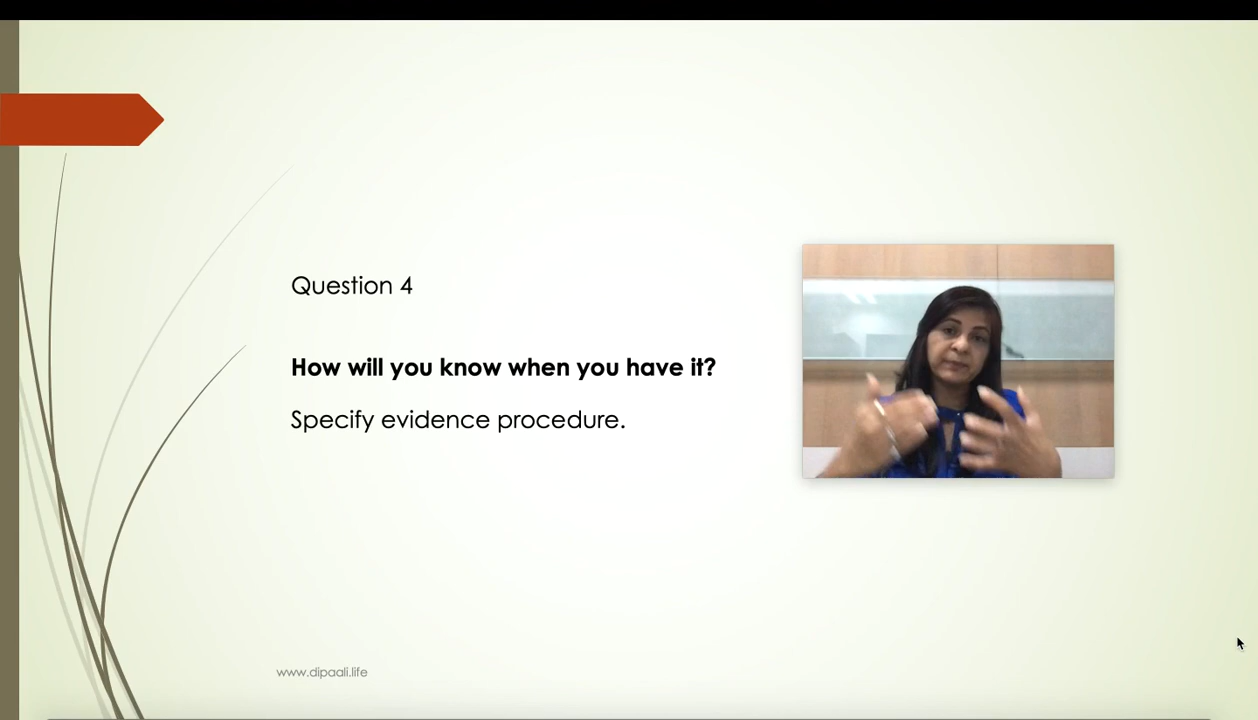 Question 4
How will you know when you have it?
Specify evidence procedure.
www.dipaali.life